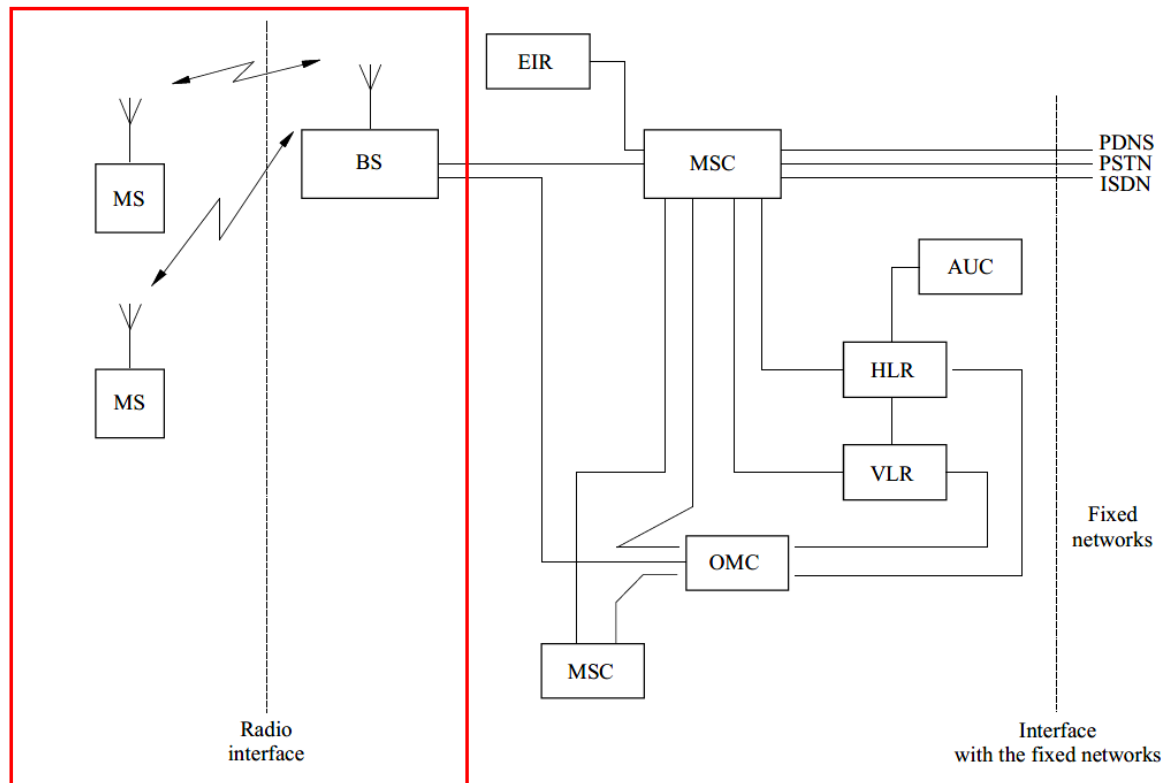 EIR
BS
MSC
PDNS
PSTN
ISDN
MS
AUC
HLR
MS
VLR
Fixed
networks
OMC
MSC
Radio
interface
Interface
with the fixed networks